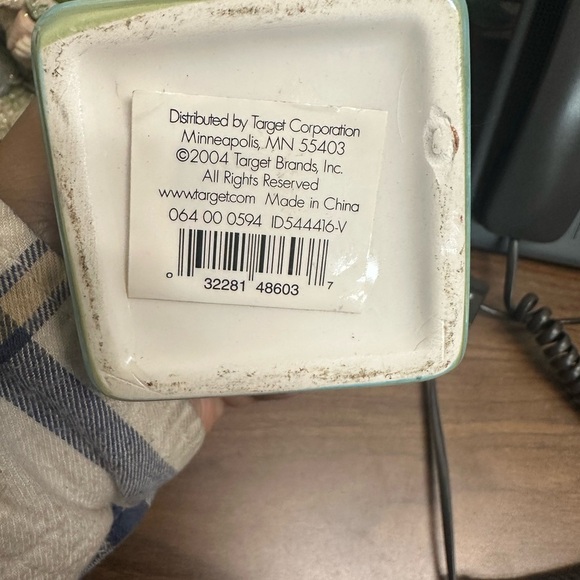 Distributed by Target Corporation
Minneapolis, MN 55403
©2004 Target Brands, Inc.
All Rights Reserved
www.target.com Made in China
064 00 0594 ID544416-V
0 32281 48603 7